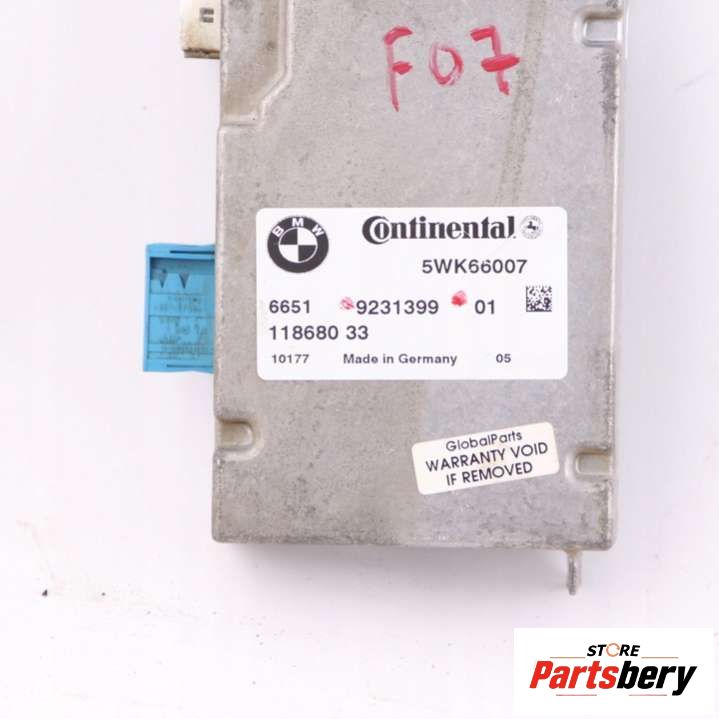 F07
BMW
Continental
5WK66007
6651 9231399 01
118680 33
10177 Made in Germany 05
GlobalParts
WARRANTY VOID
IF REMOVED
STORE
Partsbery